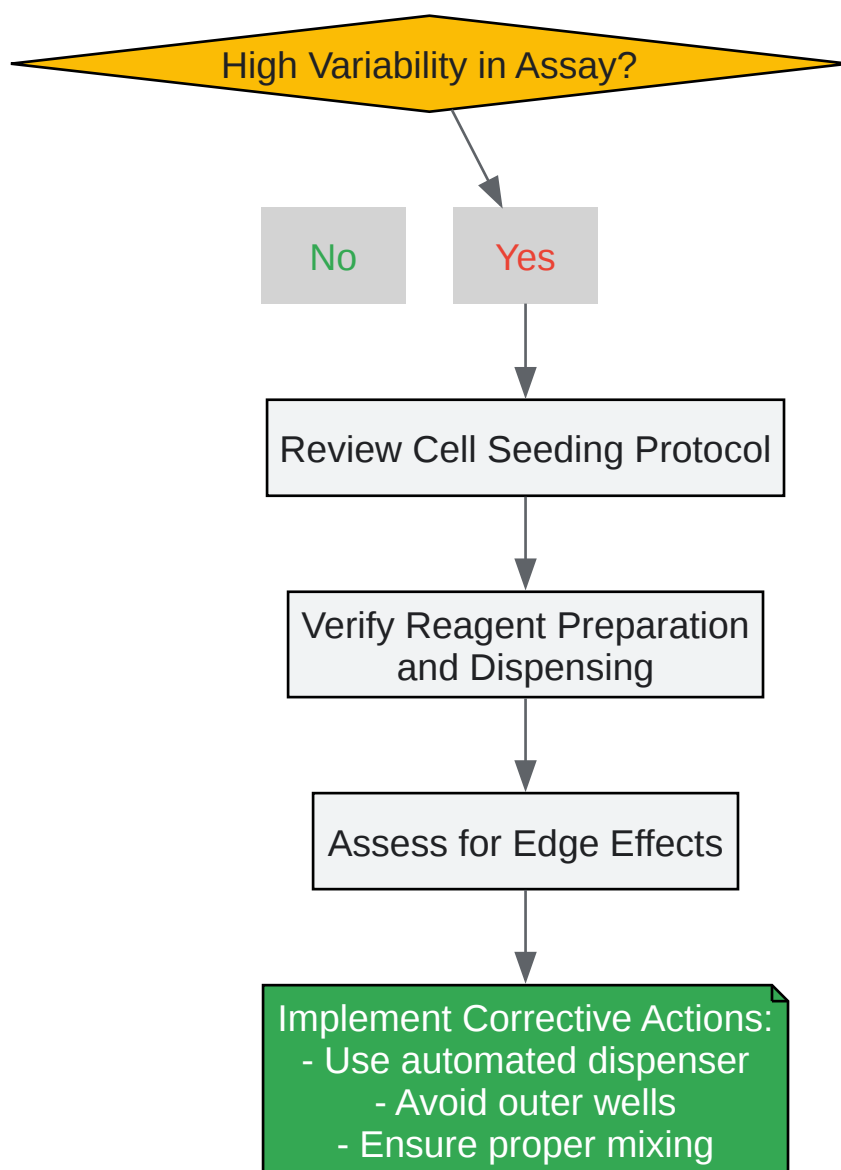 High Variability in Assay?
No
Yes
Review Cell Seeding Protocol
Verify Reagent Preparation
and Dispensing
Assess for Edge Effects
Implement Corrective Actions:
- Use automated dispenser
- Avoid outer wells
- Ensure proper mixing